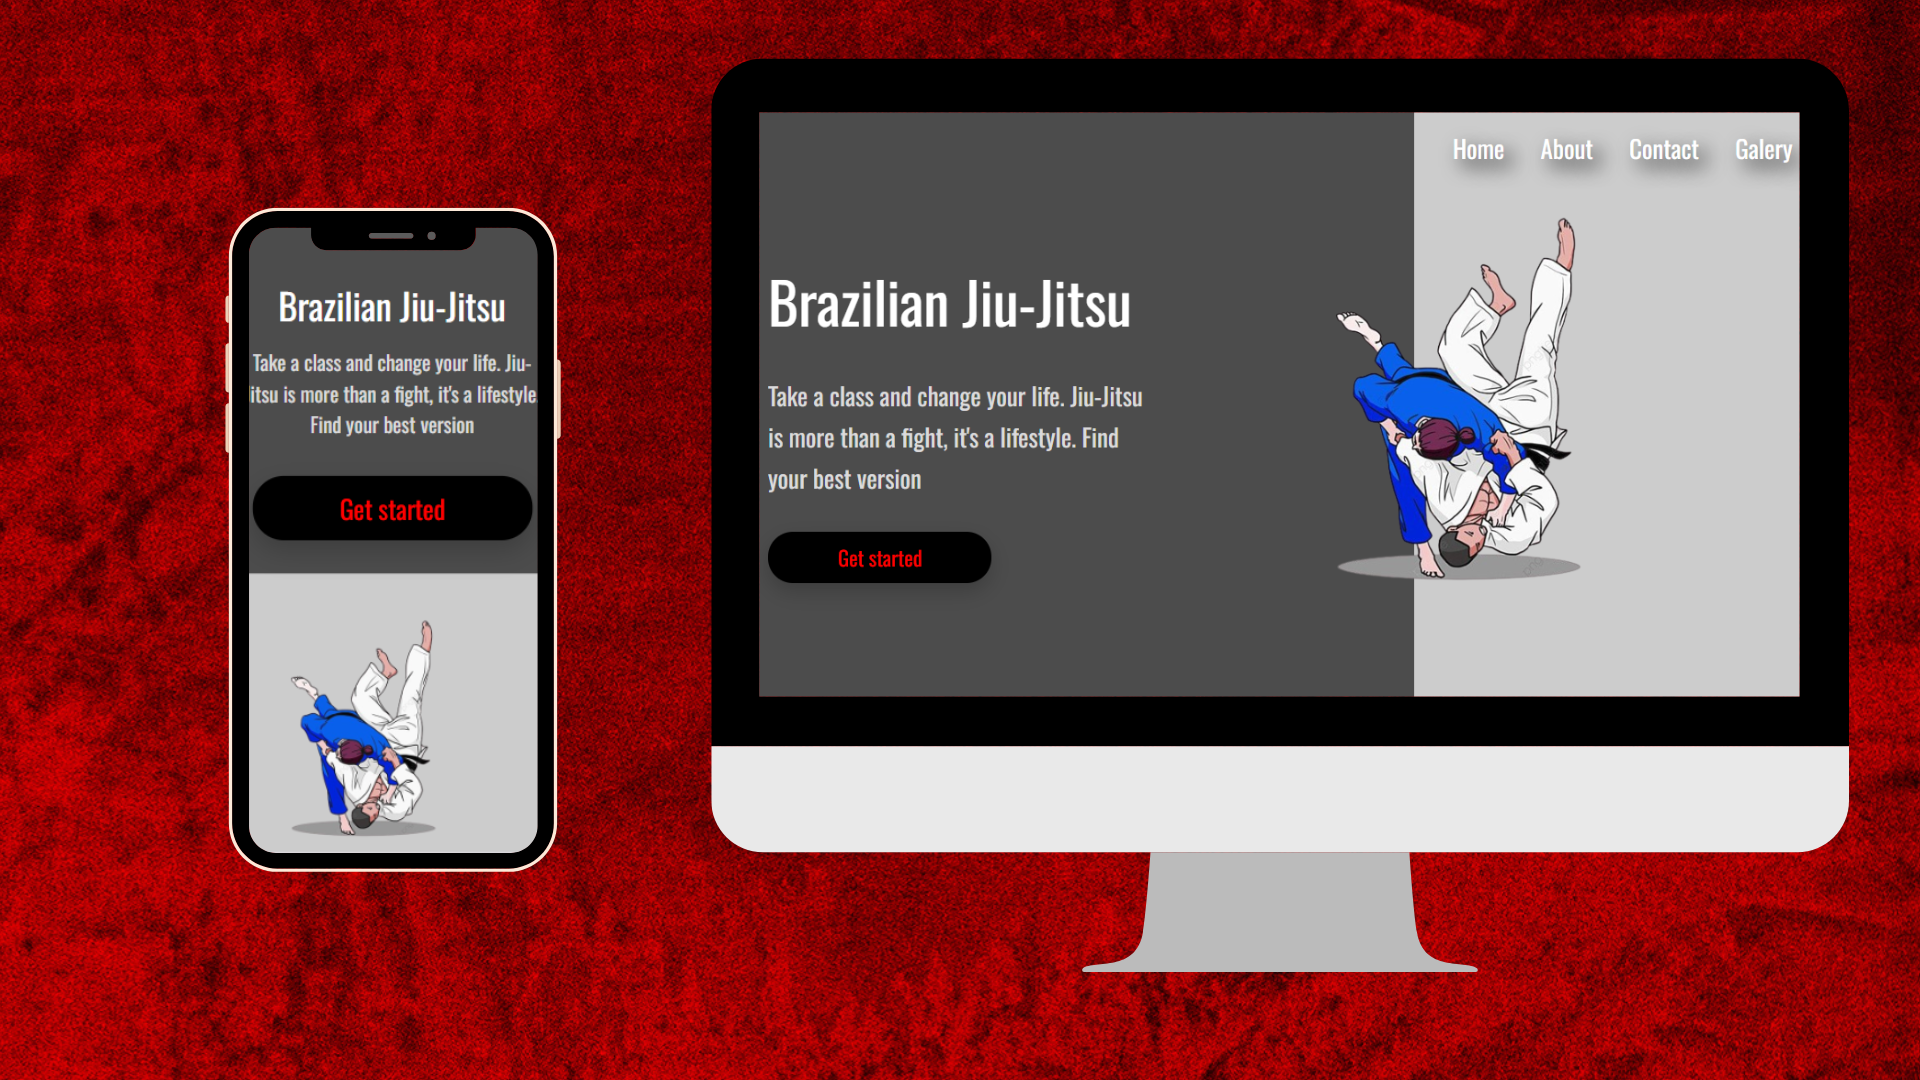 Brazilian Jiu-Jitsu
Take a class and change your life. Jiu-
itsu is more than a fight, it's a lifestyle.
Find your best version
Get started
Home About Contact Galery
Brazilian Jiu-Jitsu
Take a class and change your life. Jiu-Jitsu
is more than a fight, it's a lifestyle. Find
your best version
Get started